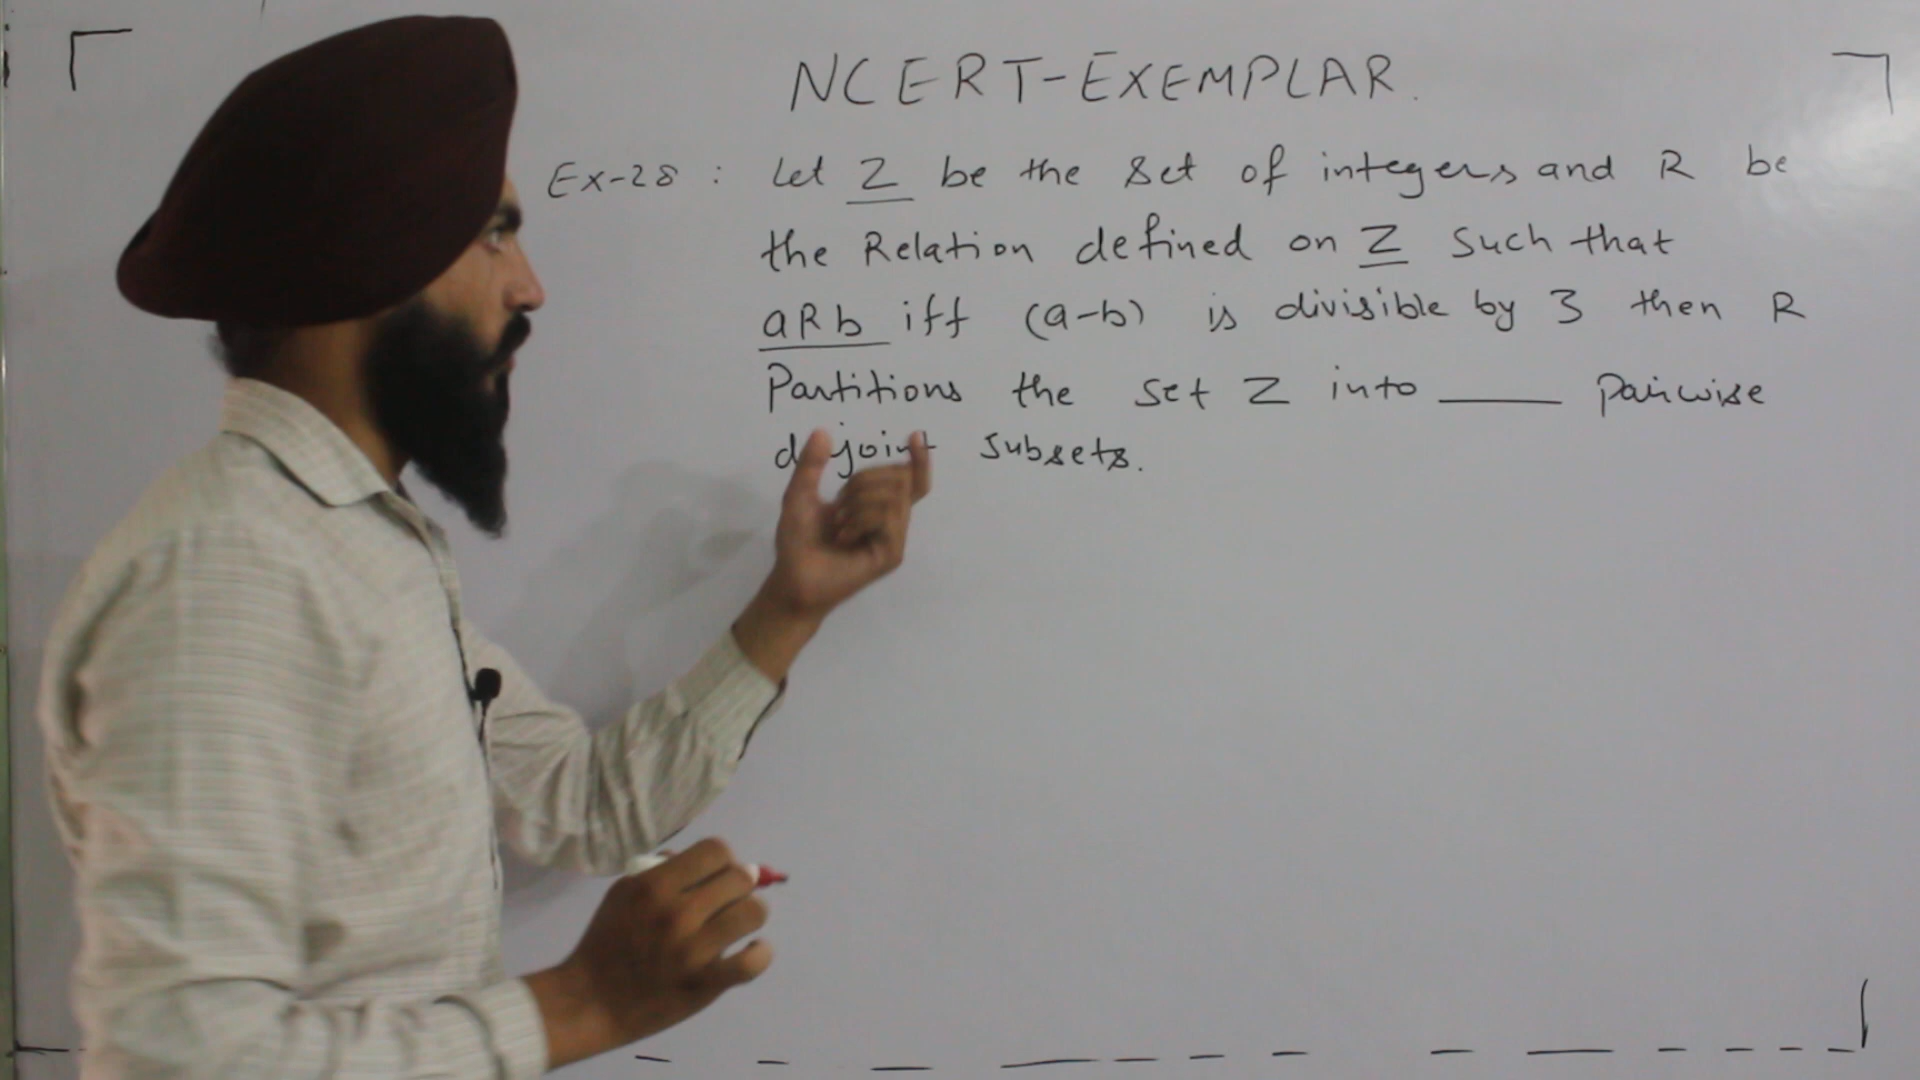 NCERT-EXEMPLAR.
Ex-28 : Let Z be the set of integers and R be
the Relation defined on Z such that
aRb iff (a-b) is divisible by 3 then R
Partitions the set Z into ____ Pairwise
disjoint subsets.